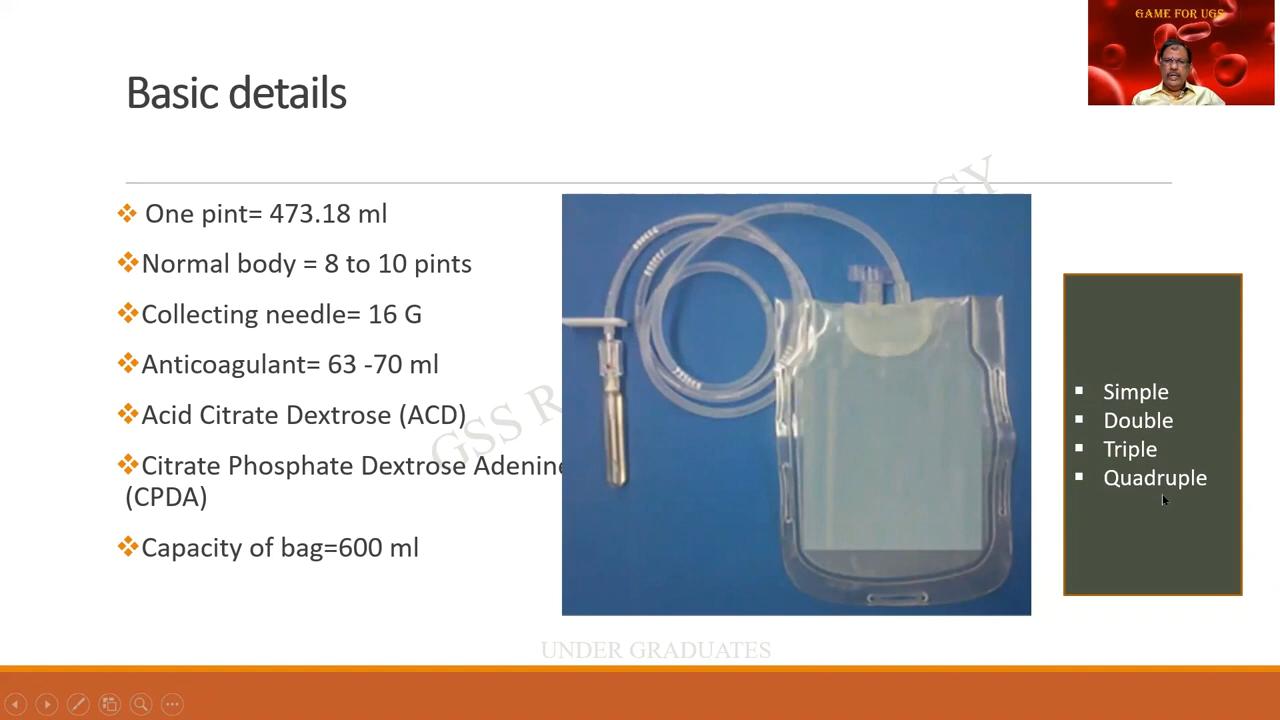 GAME FOR UGS
Basic details
One pint= 473.18 ml
Normal body = 8 to 10 pints
Collecting needle= 16 G
Anticoagulant= 63 -70 ml
Acid Citrate Dextrose (ACD)
Citrate Phosphate Dextrose Adenine
(CPDA)
Capacity of bag=600 ml
Simple
Double
Triple
Quadruple
GSS R
GY
UNDER GRADUATES